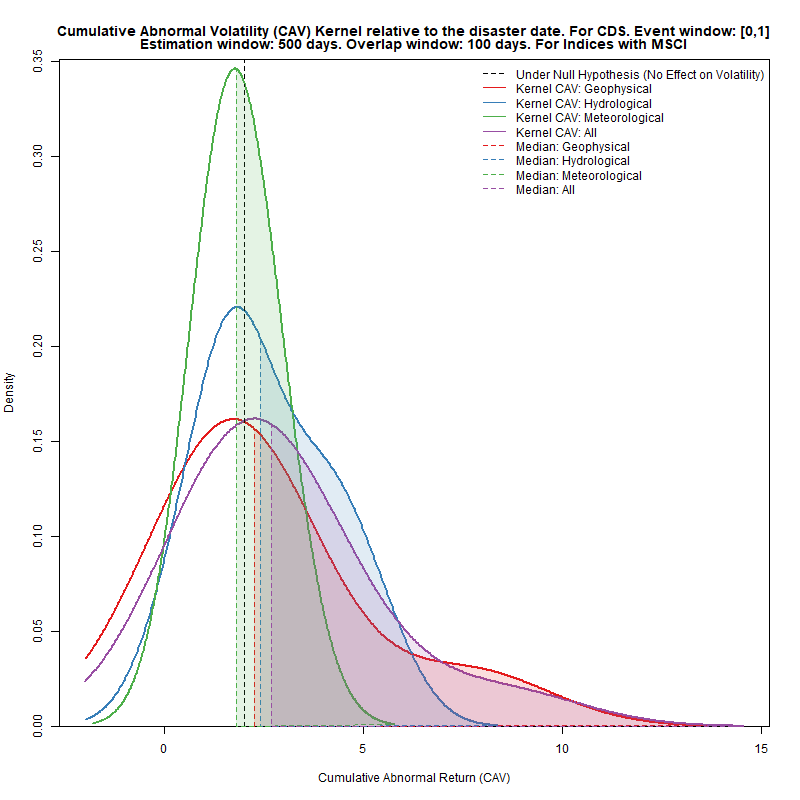 Cumulative Abnormal Volatility (CAV) Kernel relative to the disaster date. For CDS. Event window: [0,1]
Estimation window: 500 days. Overlap window: 100 days. For Indices with MSCI
Under Null Hypothesis (No Effect on Volatility)
Kernel CAV: Geophysical
Kernel CAV: Hydrological
Kernel CAV: Meteorological
Kernel CAV: All
Median: Geophysical
Median: Hydrological
Median: Meteorological
Median: All
Density
0.35
0.30
0.25
0.20
0.15
0.10
0.05
0.00
0
5
10
15
Cumulative Abnormal Return (CAV)